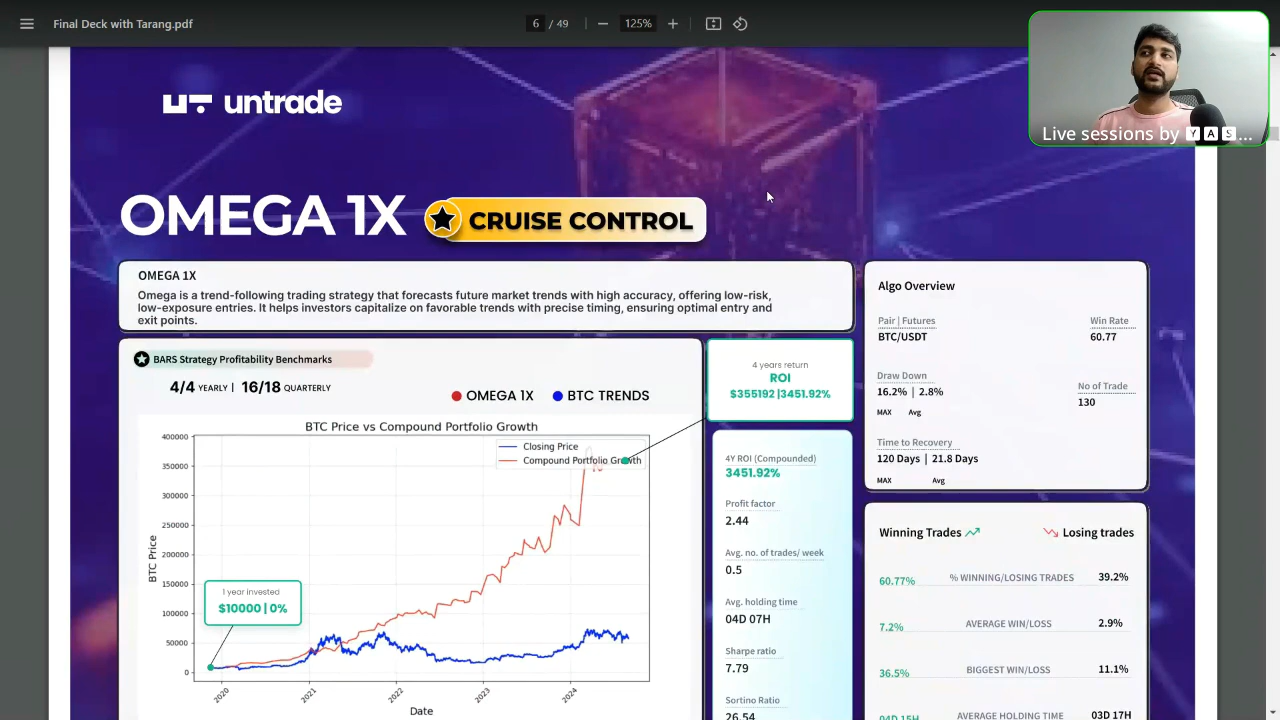 Final Deck with Tarang.pdf
6 / 49
125%
Live sessions by 🅈🄰🅂...
untrade
OMEGA 1X
CRUISE CONTROL
OMEGA 1X
Omega is a trend-following trading strategy that forecasts future market trends with high accuracy, offering low-risk,
low-exposure entries. It helps investors capitalize on favorable trends with precise timing, ensuring optimal entry and
exit points.
BARS Strategy Profitability Benchmarks
4/4 YEARLY | 16/18 QUARTERLY
OMEGA 1X
BTC TRENDS
BTC Price vs Compound Portfolio Growth
Closing Price
Compound Portfolio Growth
400000
350000
300000
250000
200000
150000
100000
50000
0
BTC Price
1 year invested
$10000 | 0%
2020
2021
2022
2023
2024
Date
4 years return
ROI
$355192 |3451.92%
4Y ROI (Compounded)
3451.92%
Profit factor
2.44
Avg. no. of trades/ week
0.5
Avg. holding time
04D 07H
Sharpe ratio
7.79
Sortino Ratio
26.54
Algo Overview
Pair | Futures
BTC/USDT
Win Rate
60.77
Draw Down
16.2% | 2.8%
MAX Avg
No of Trade
130
Time to Recovery
120 Days | 21.8 Days
MAX Avg
Winning Trades
Losing trades
60.77% % WINNING/LOSING TRADES 39.2%
7.2% AVERAGE WIN/LOSS 2.9%
36.5% BIGGEST WIN/LOSS 11.1%
04D 15H AVERAGE HOLDING TIME 03D 17H